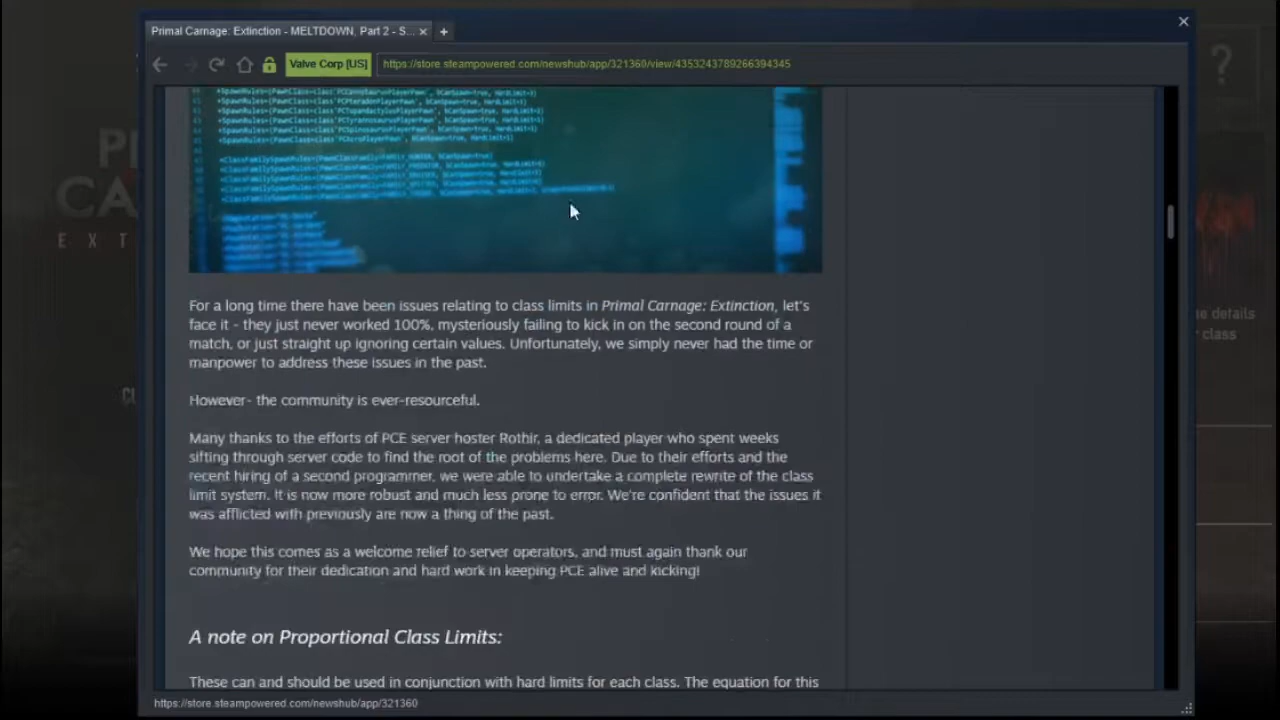 Primal Carnage: Extinction - MELTDOWN, Part 2 - S...
Valve Corp [US]
https://store.steampowered.com/newshub/app/321360/view/4353243789266394345
For a long time there have been issues relating to class limits in Primal Carnage: Extinction, let's
face it - they just never worked 100%, mysteriously failing to kick in on the second round of a
match, or just straight up ignoring certain values. Unfortunately, we simply never had the time or
manpower to address these issues in the past.
However- the community is ever-resourceful.
Many thanks to the efforts of PCE server hoster Rothir, a dedicated player who spent weeks
sifting through server code to find the root of the problems here. Due to their efforts and the
recent hiring of a second programmer, we were able to undertake a complete rewrite of the class
limit system. It is now more robust and much less prone to error. We're confident that the issues it
was afflicted with previously are now a thing of the past.
We hope this comes as a welcome relief to server operators, and must again thank our
community for their dedication and hard work in keeping PCE alive and kicking!
A note on Proportional Class Limits:
These can and should be used in conjunction with hard limits for each class. The equation for this
https://store.steampowered.com/newshub/app/321360
?
details
class